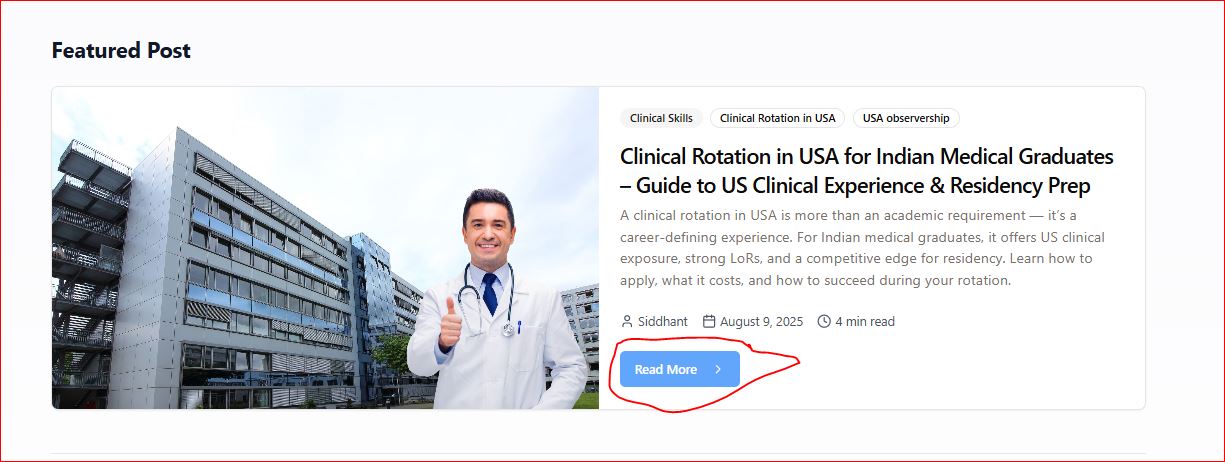 Featured Post
Clinical Skills
Clinical Rotation in USA
USA observership
Clinical Rotation in USA for Indian Medical Graduates
– Guide to US Clinical Experience & Residency Prep
A clinical rotation in USA is more than an academic requirement — it's a
career-defining experience. For Indian medical graduates, it offers US clinical
exposure, strong LoRs, and a competitive edge for residency. Learn how to
apply, what it costs, and how to succeed during your rotation.
Siddhant August 9, 2025 4 min read
Read More